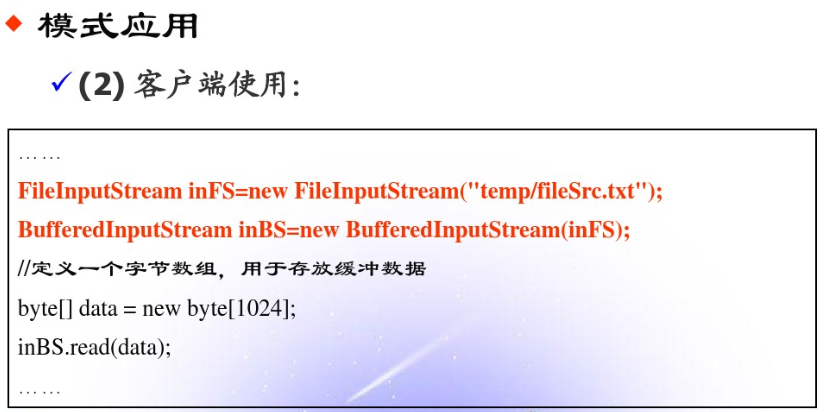 模式应用
(2) 客户端使用：
……
FileInputStream inFS=new FileInputStream("temp/fileSrc.txt");
BufferedInputStream inBS=new BufferedInputStream(inFS);
//定义一个字节数组，用于存放缓冲数据
byte[] data = new byte[1024];
inBS.read(data);
……